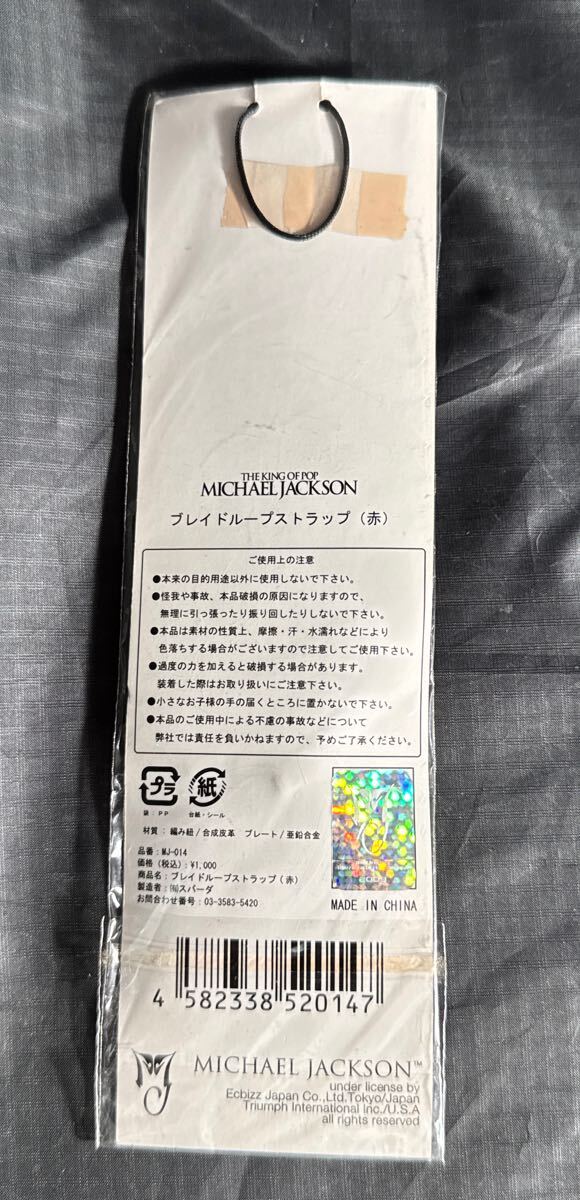 THE KING OF POP
MICHAEL JACKSON
ブレイドループストラップ（赤）
ご使用上の注意
●本来の目的用途以外に使用しないで下さい。
●怪我や事故、本品破損の原因になりますので、
無理に引っ張ったり振り回したりしないで下さい。
●本品は素材の性質上、摩擦・汗・水濡れなどにより
色落ちする場合がございますので注意してご使用下さい。
●過度の力を加えると破損する場合があります。
装着した際はお取り扱いにご注意下さい。
●小さなお子様の手の届くところに置かないで下さい。
●本品のご使用中による不慮の事故などについて
弊社では責任を負いかねますので、予めご了承ください。
プラ 紙
袋：PP 台紙・シール
材質：編み紐／合成皮革 プレート／亜鉛合金
品番：MJ-014
価格（税込）：¥1,000
商品名：ブレイドループストラップ（赤）
製造者：㈲スパーダ
お問合わせ番号：03-3583-5420
MADE IN CHINA
4 582338 520147
MJ MICHAEL JACKSON™
under license by
Ecbizz Japan Co.,Ltd.Tokyo/Japan
Triumph International Inc./U.S.A
all rights reserved